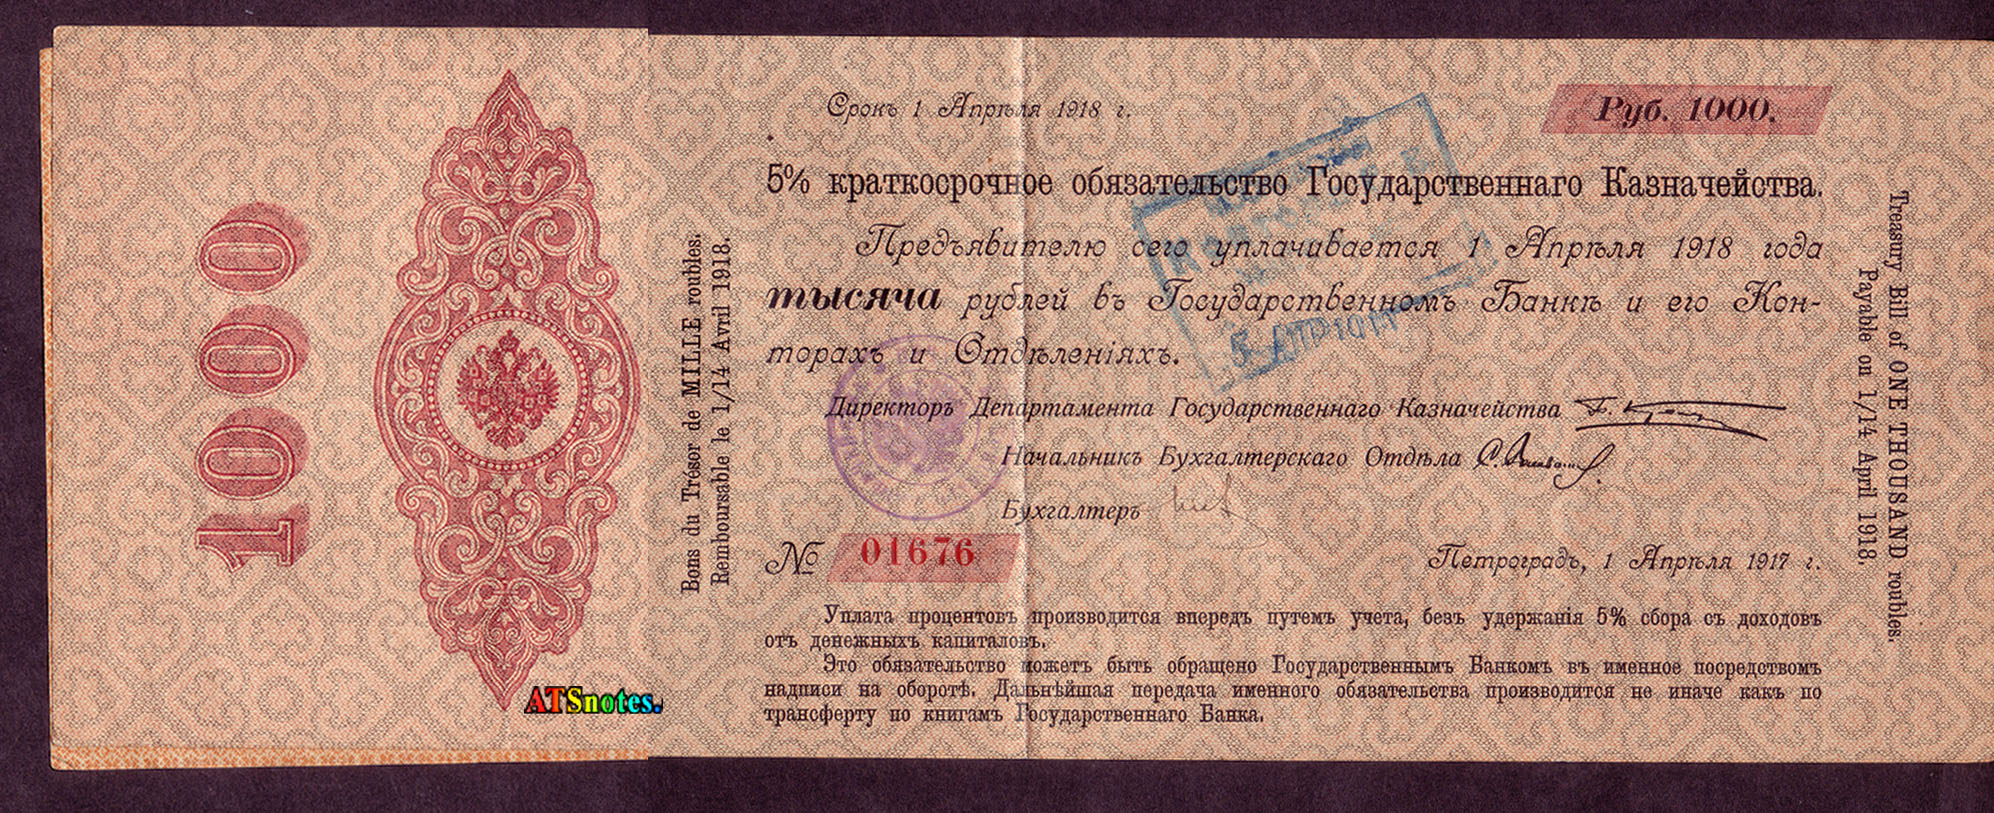 1000
Bons du Trésor de MILLE roubles.
Remboursable le 1/14 Avril 1918.
Срокъ 1 Апрѣля 1918 г.
Руб. 1000.
5% краткосрочное обязательство Государственнаго Казначейства.
Предъявителю сего уплачивается 1 Апрѣля 1918 года
тысяча рублей въ Государственномъ Банкѣ и его Кон-
торахъ и Отдѣленіяхъ.
Директоръ Департамента Государственнаго Казначейства
Начальникъ Бухгалтерскаго Отдѣла
Бухгалтеръ
№ 01676
Петроградъ, 1 Апрѣля 1917 г.
Уплата процентовъ производится впередъ путемъ учета, безъ удержанія 5% сбора съ доходовъ
отъ денежныхъ капиталовъ.
Это обязательство можетъ быть обращено Государственнымъ Банкомъ въ именное посредствомъ
надписи на оборотѣ. Дальнѣйшая передача именного обязательства производится не иначе какъ по
трансферту по книгамъ Государственнаго Банка.
Treasury Bill of ONE THOUSAND roubles.
Payable on 1/14 April 1918.
ATSnotes.